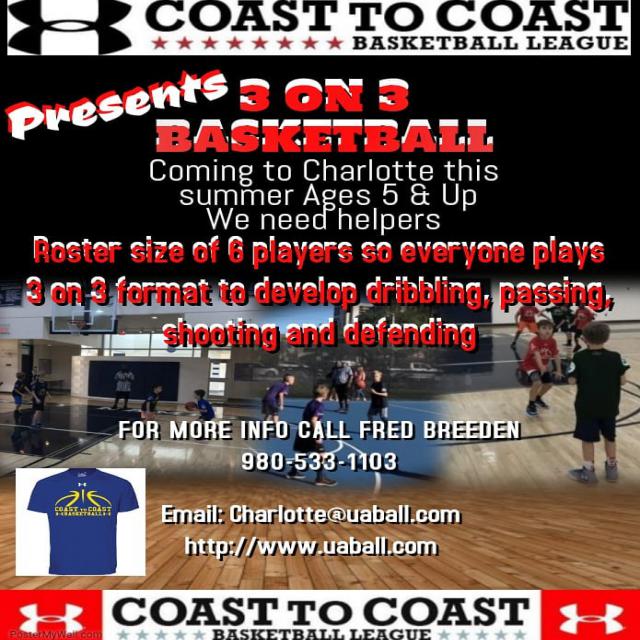 COAST TO COAST
BASKETBALL LEAGUE
Presents
3 ON 3
BASKETBALL
Coming to Charlotte this
summer Ages 5 & Up
We need helpers
Roster size of 6 players so everyone plays
3 on 3 format to develop dribbling, passing,
shooting and defending
FOR MORE INFO CALL FRED BREEDEN
980-533-1103
COAST TO COAST
BASKETBALL
Email: Charlotte@uaball.com
http://www.uaball.com
COAST TO COAST
BASKETBALL LEAGUE
PosterMyWall.com